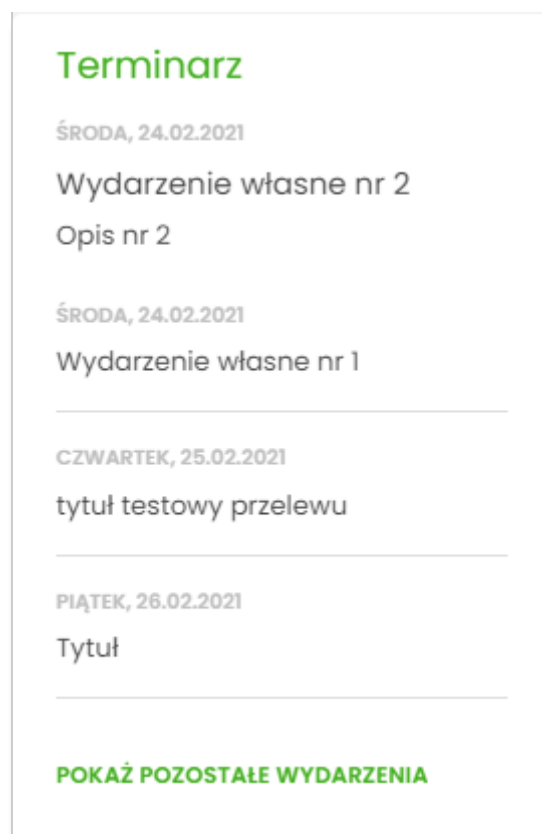 Terminarz
ŚRODA, 24.02.2021
Wydarzenie własne nr 2
Opis nr 2
ŚRODA, 24.02.2021
Wydarzenie własne nr 1
CZWARTEK, 25.02.2021
tytuł testowy przelewu
PIĄTEK, 26.02.2021
Tytuł
POKAŻ POZOSTAŁE WYDARZENIA